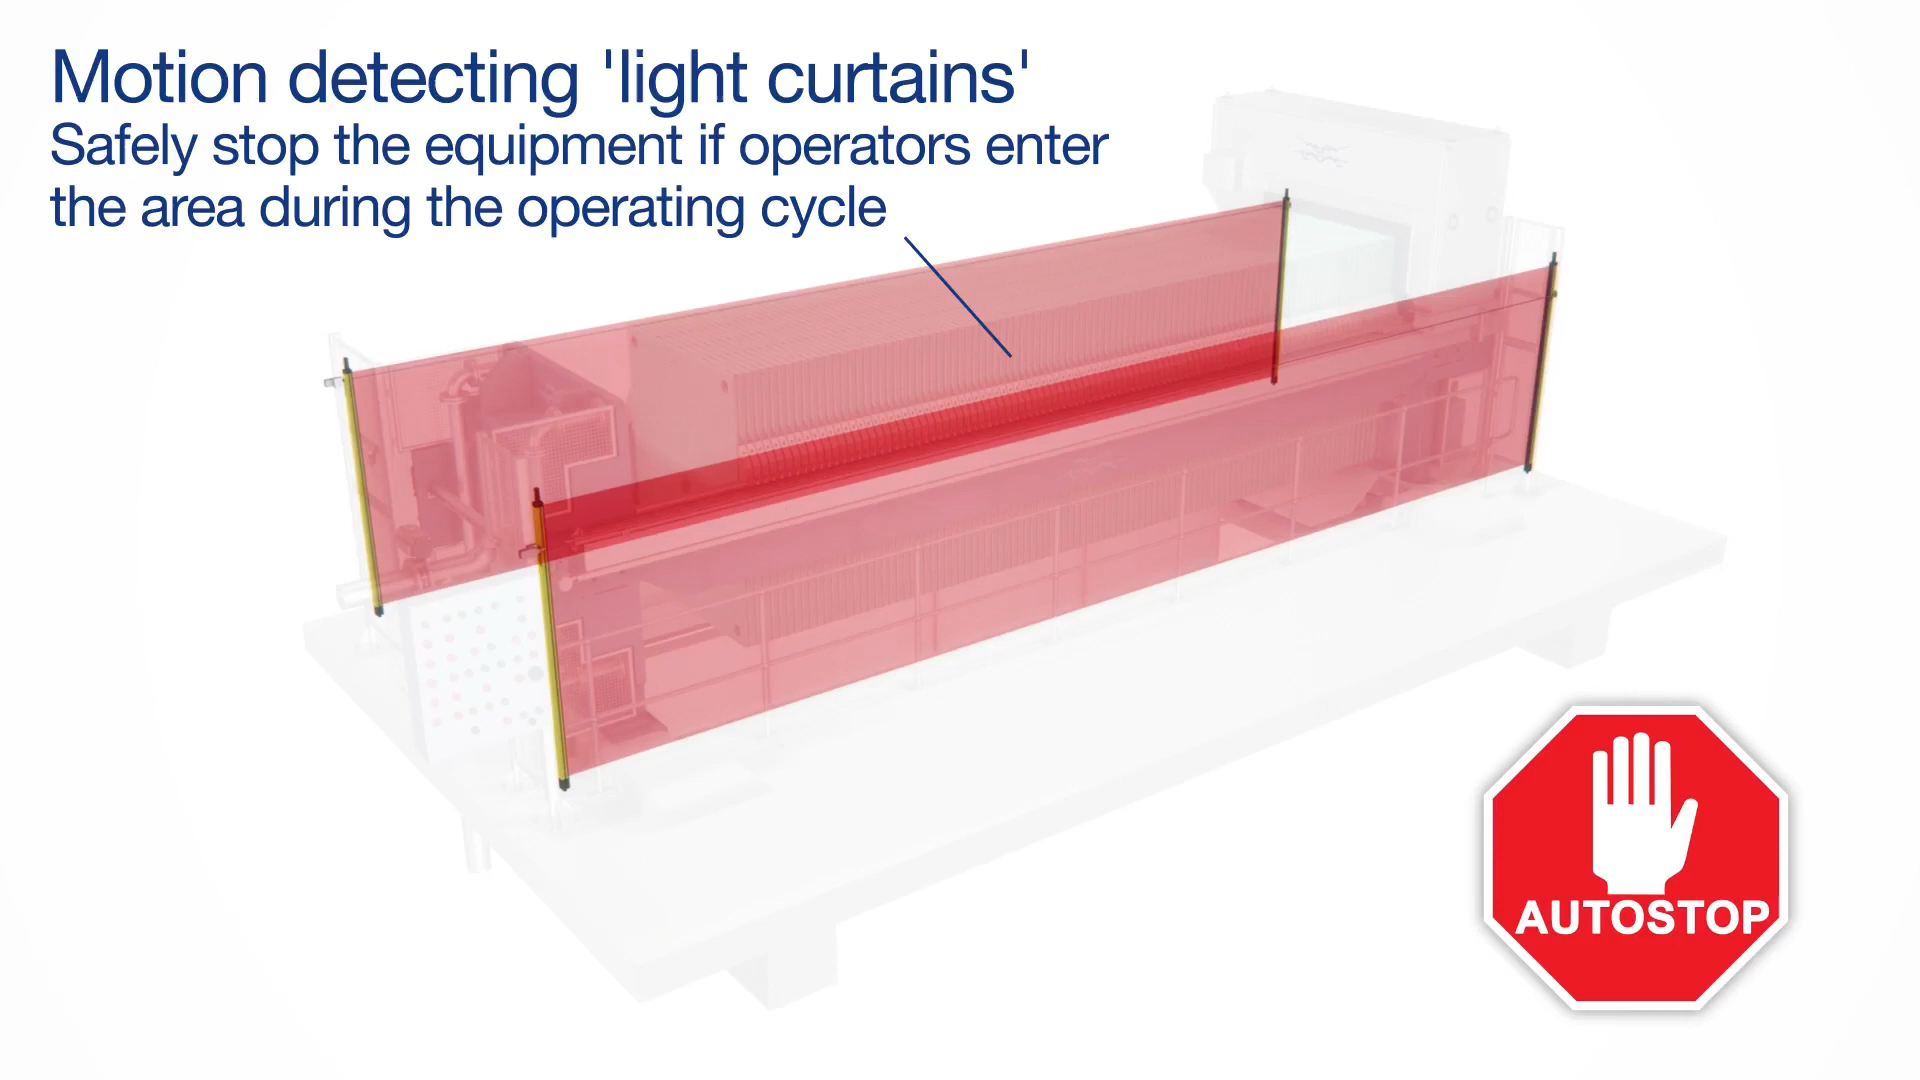 Motion detecting 'light curtains'
Safely stop the equipment if operators enter
the area during the operating cycle
AUTOSTOP